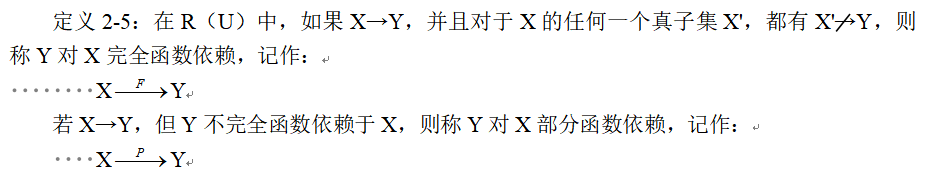 定义 2-5：在 R（U）中，如果 X→Y，并且对于 X 的任何一个真子集 X'，都有 X'↛Y，则
称 Y 对 X 完全函数依赖，记作：
X —F→ Y
若 X→Y，但 Y 不完全函数依赖于 X，则称 Y 对 X 部分函数依赖，记作：
X —P→ Y